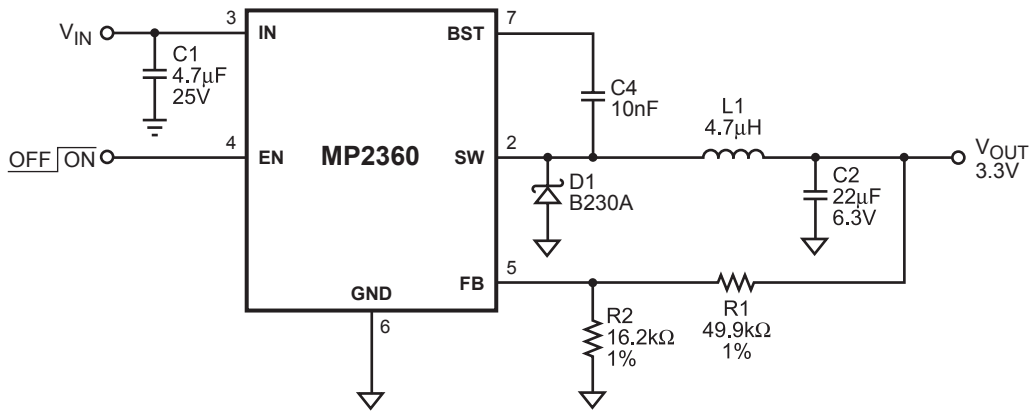 V_IN
3
IN
C1
4.7μF
25V
OFF ON
4
EN
MP2360
BST
7
C4
10nF
SW
2
L1
4.7μH
D1
B230A
C2
22μF
6.3V
V_OUT
3.3V
FB
5
GND
6
R2
16.2kΩ
1%
R1
49.9kΩ
1%